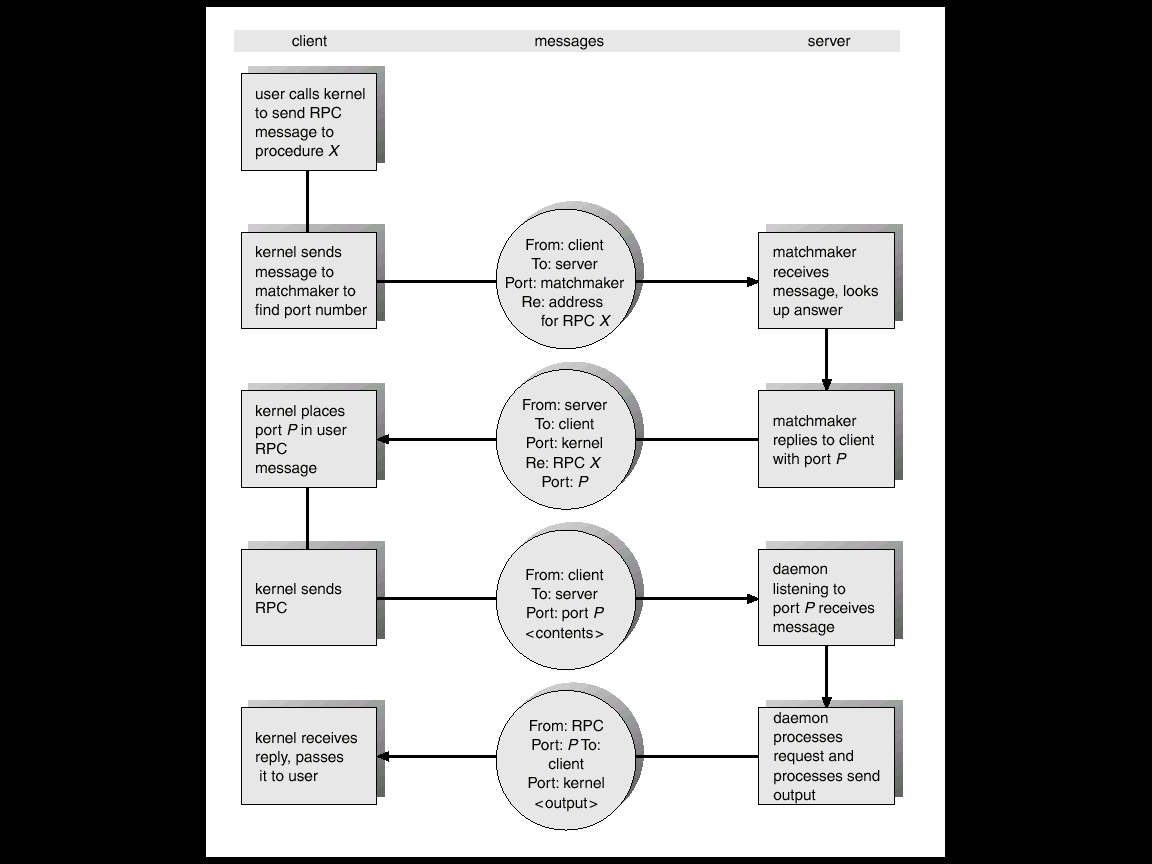 client messages server
user calls kernel
to send RPC
message to
procedure X
kernel sends
message to
matchmaker to
find port number
From: client
To: server
Port: matchmaker
Re: address
for RPC X
matchmaker
receives
message, looks
up answer
kernel places
port P in user
RPC
message
From: server
To: client
Port: kernel
Re: RPC X
Port: P
matchmaker
replies to client
with port P
kernel sends
RPC
From: client
To: server
Port: port P
<contents>
daemon
listening to
port P receives
message
kernel receives
reply, passes
it to user
From: RPC
Port: P To:
client
Port: kernel
<output>
daemon
processes
request and
processes send
output